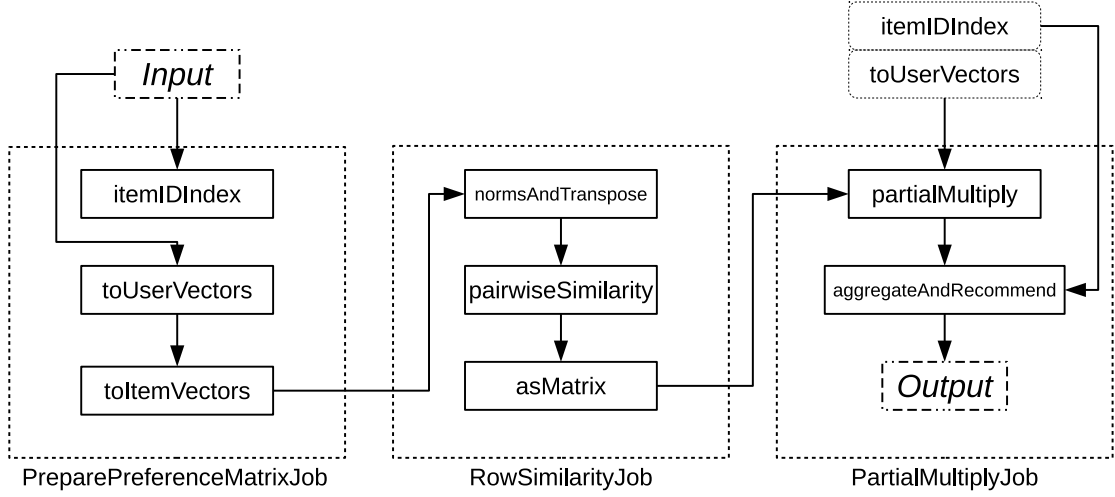 Input
itemIDIndex
toUserVectors
toItemVectors
PreparePreferenceMatrixJob
normsAndTranspose
pairwiseSimilarity
asMatrix
RowSimilarityJob
itemIDIndex
toUserVectors
partialMultiply
aggregateAndRecommend
Output
PartialMultiplyJob